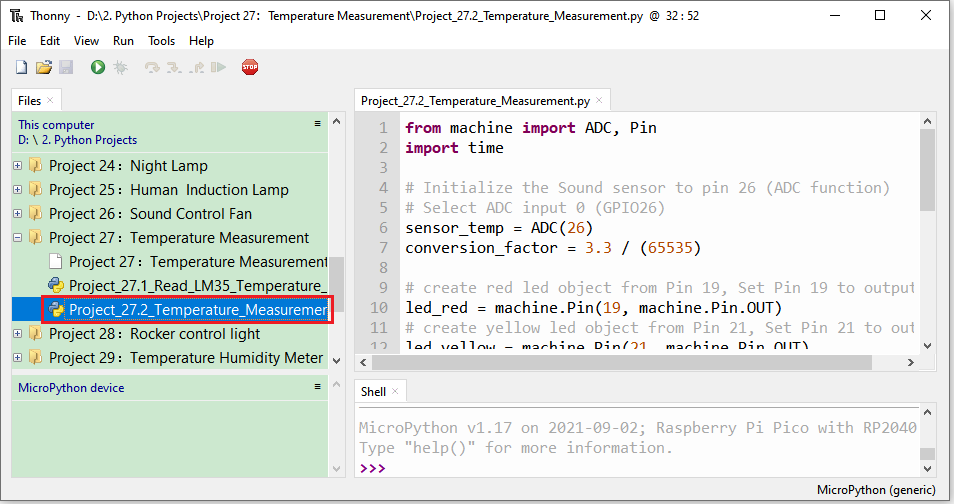 Thonny - D:\2. Python Projects\Project 27：Temperature Measurement\Project_27.2_Temperature_Measurement.py @ 32 : 52
File Edit View Run Tools Help
STOP
Files
This computer
D: \ 2. Python Projects
Project 24：Night Lamp
Project 25：Human Induction Lamp
Project 26：Sound Control Fan
Project 27：Temperature Measurement
Project 27：Temperature Measurement
Project_27.1_Read_LM35_Temperature_
Project_27.2_Temperature_Measuremer
Project 28：Rocker control light
Project 29：Temperature Humidity Meter
MicroPython device
Project_27.2_Temperature_Measurement.py
1 from machine import ADC, Pin
2 import time
3
4 # Initialize the Sound sensor to pin 26 (ADC function)
5 # Select ADC input 0 (GPIO26)
6 sensor_temp = ADC(26)
7 conversion_factor = 3.3 / (65535)
8
9 # create red led object from Pin 19, Set Pin 19 to output
10 led_red = machine.Pin(19, machine.Pin.OUT)
11 # create yellow led object from Pin 21, Set Pin 21 to out
12 led_yellow = machine.Pin(21, machine.Pin.OUT)
Shell
MicroPython v1.17 on 2021-09-02; Raspberry Pi Pico with RP2040
Type "help()" for more information.
>>>
MicroPython (generic)